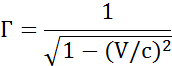 Γ = 1 / √(1 − (V/c)²)